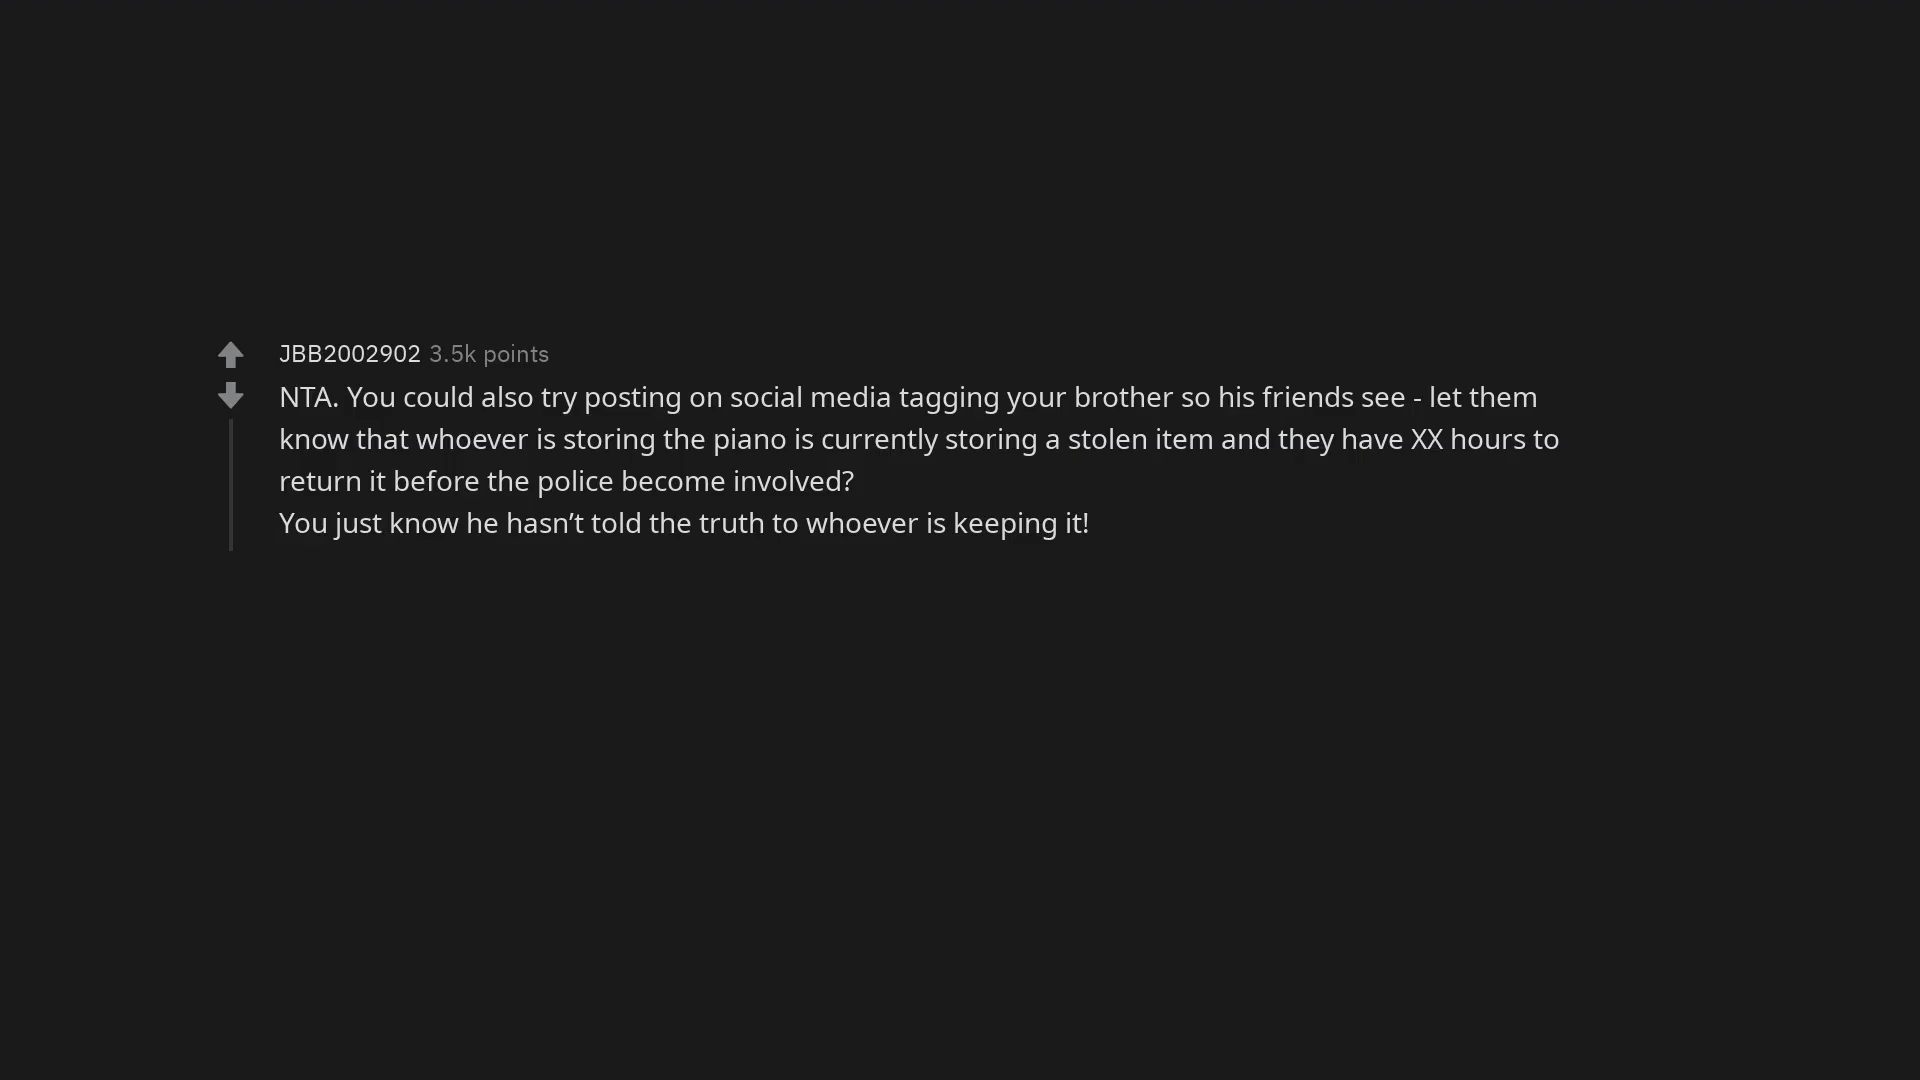 JBB2002902 3.5k points
NTA. You could also try posting on social media tagging your brother so his friends see - let them
know that whoever is storing the piano is currently storing a stolen item and they have XX hours to
return it before the police become involved?
You just know he hasn’t told the truth to whoever is keeping it!